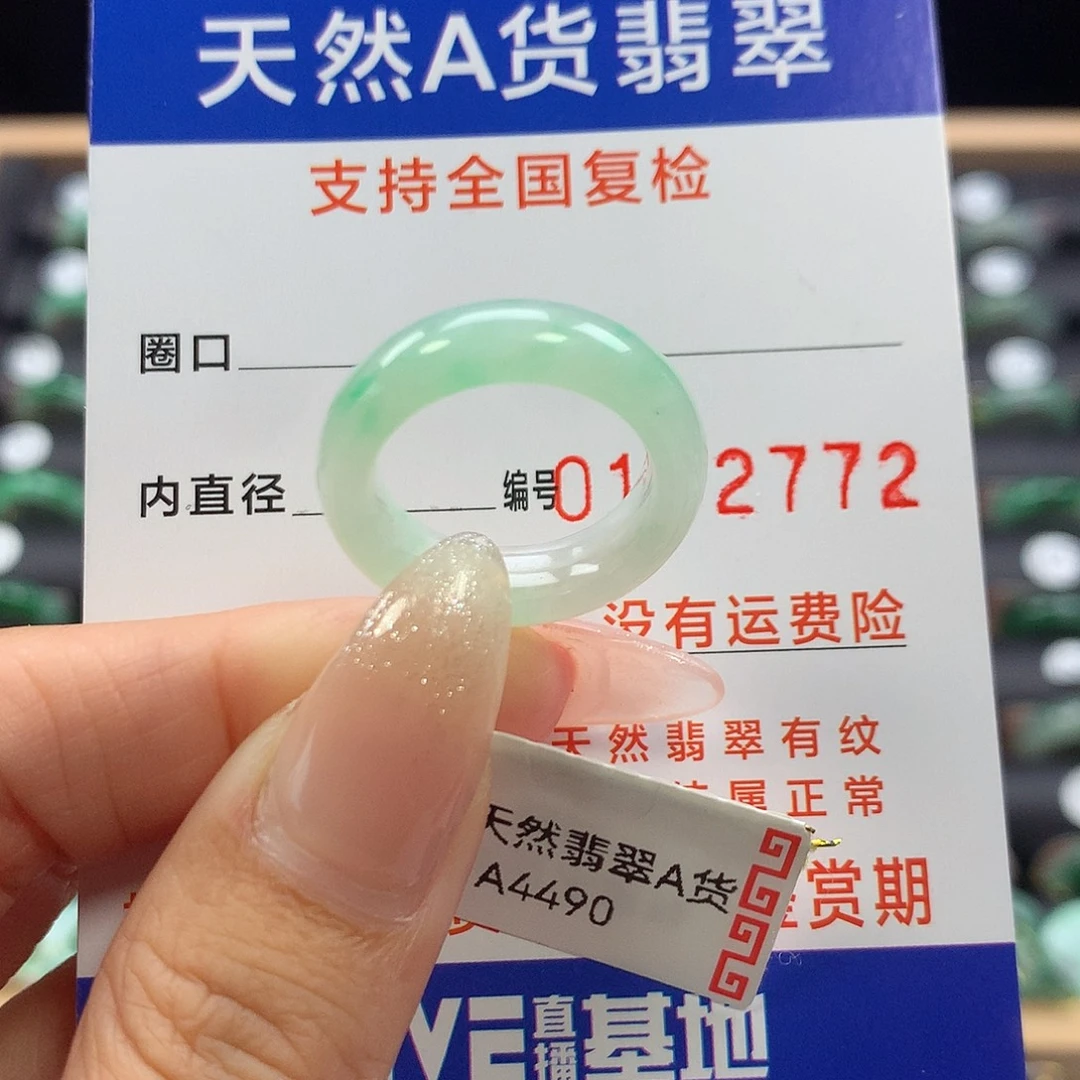 天然A货翡翠
支持全国复检
圈口
内直径 编号01 2772
没有运费险
天然翡翠有纹
属正常
赏期
天然翡翠A货
A4490
VE直播基地